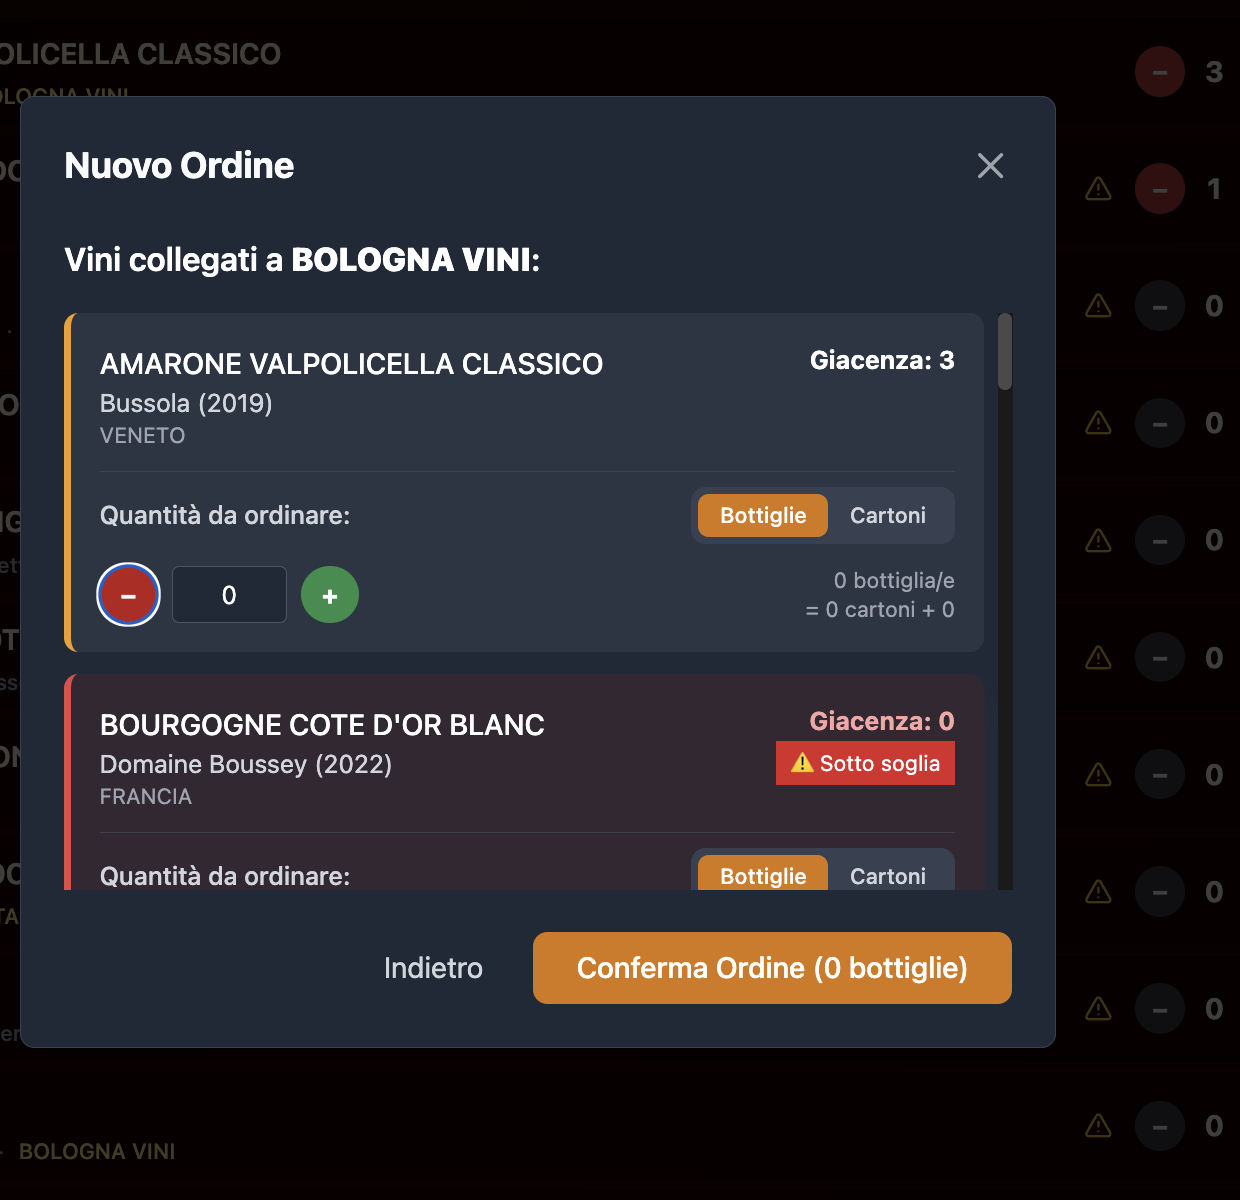 OLICELLA CLASSICO
3
Nuovo Ordine
1
Vini collegati a BOLOGNA VINI:
0
AMARONE VALPOLICELLA CLASSICO
Giacenza: 3
Bussola (2019)
VENETO
0
Quantità da ordinare:
Bottiglie
Cartoni
0
–
0
+
0 bottiglia/e
= 0 cartoni + 0
0
BOURGOGNE COTE D'OR BLANC
Giacenza: 0
Domaine Boussey (2022)
⚠️ Sotto soglia
FRANCIA
0
Quantità da ordinare:
Bottiglie
Cartoni
0
Indietro
Conferma Ordine (0 bottiglie)
0
0
BOLOGNA VINI